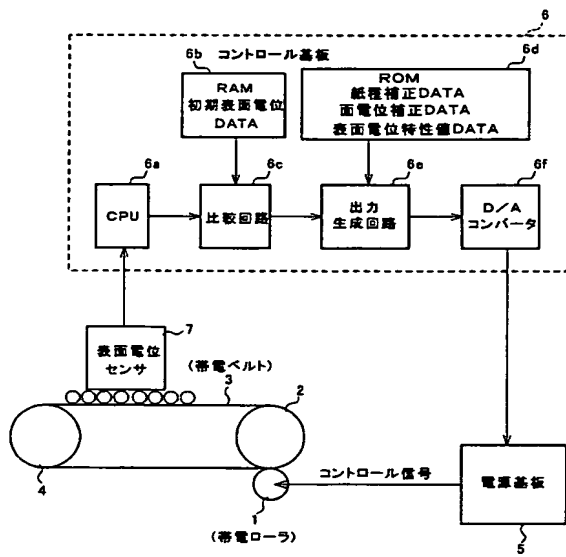 6
コントロール基板
6b
RAM
初期表面電位
DATA
6d
ROM
紙種補正DATA
面電位補正DATA
表面電位特性値DATA
6a
CPU
6c
比較回路
6e
出力
生成回路
6f
D/A
コンバータ
7
表面電位
センサ
(帯電ベルト)
3
2
4
1
(帯電ローラ)
コントロール信号
電源基板
5